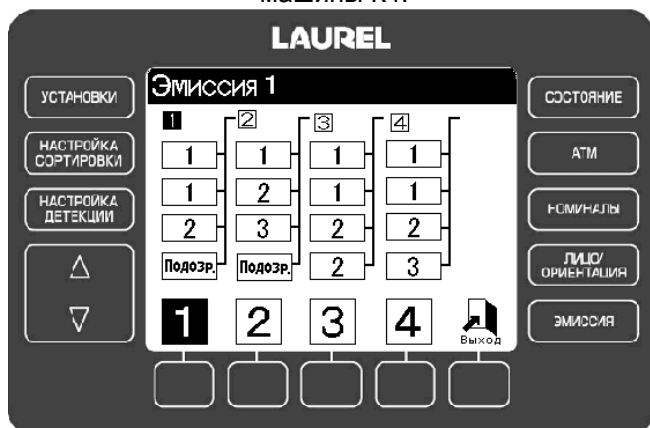 LAUREL
УСТАНОВКИ
НАСТРОЙКА
СОРТИРОВКИ
НАСТРОЙКА
ДЕТЕКЦИИ
Эмиссия 1
1 2 3 4
1 1 1 1
1 2 1 1
2 3 2 2
Подозр. Подозр. 2 3
1 2 3 4
Выход
СОСТОЯНИЕ
АТМ
НОМИНАЛЫ
ЛИЦО/
ОРИЕНТАЦИЯ
ЭМИССИЯ